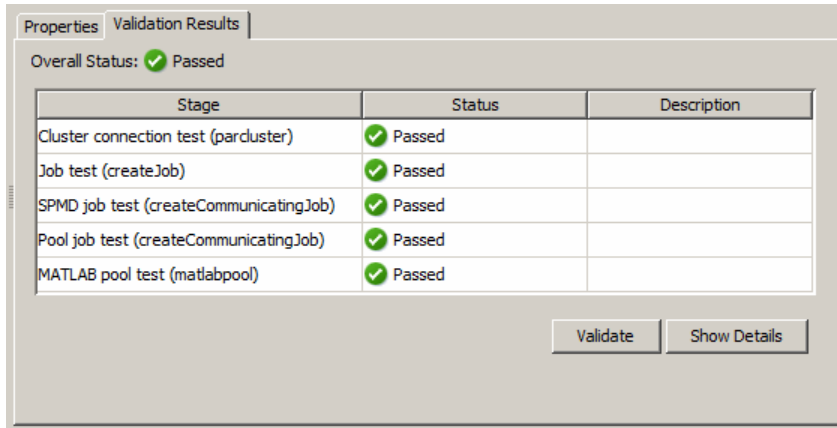 Properties Validation Results
Overall Status: Passed
Stage Status Description
Cluster connection test (parcluster) Passed
Job test (createJob) Passed
SPMD job test (createCommunicatingJob) Passed
Pool job test (createCommunicatingJob) Passed
MATLAB pool test (matlabpool) Passed
Validate Show Details